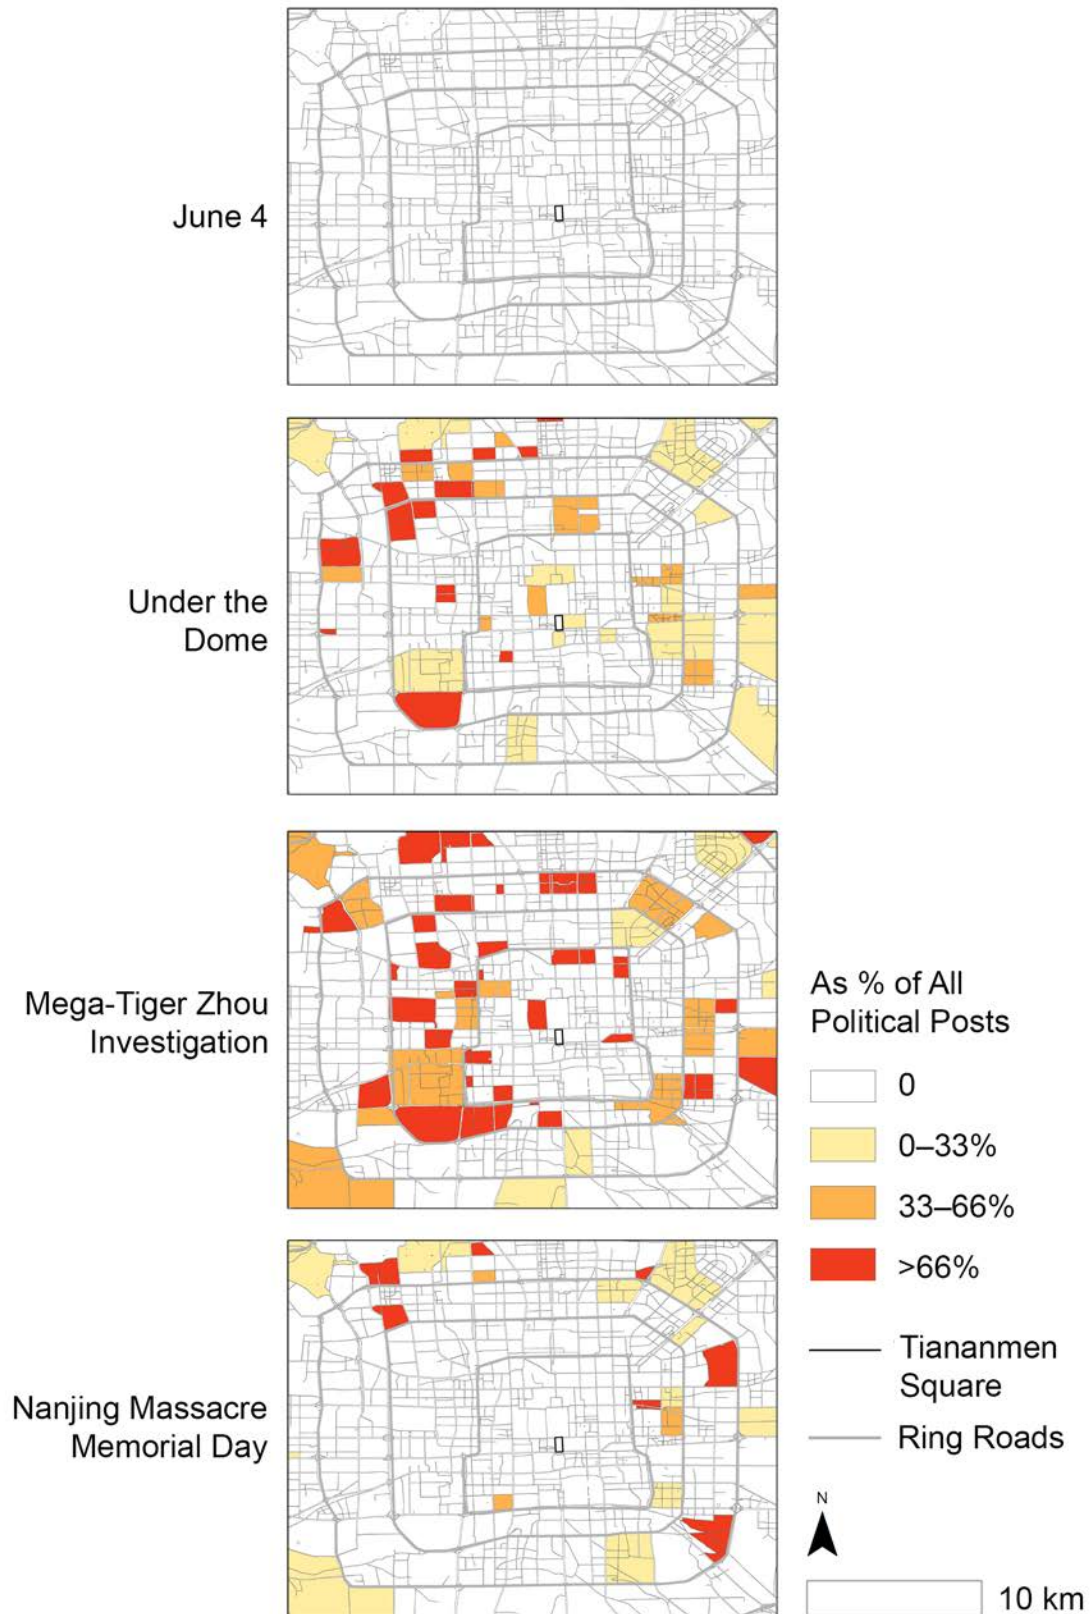 June 4
Under the
Dome
Mega-Tiger Zhou
Investigation
Nanjing Massacre
Memorial Day
As % of All
Political Posts
0
0–33%
33–66%
>66%
Tiananmen
Square
Ring Roads
N
10 km